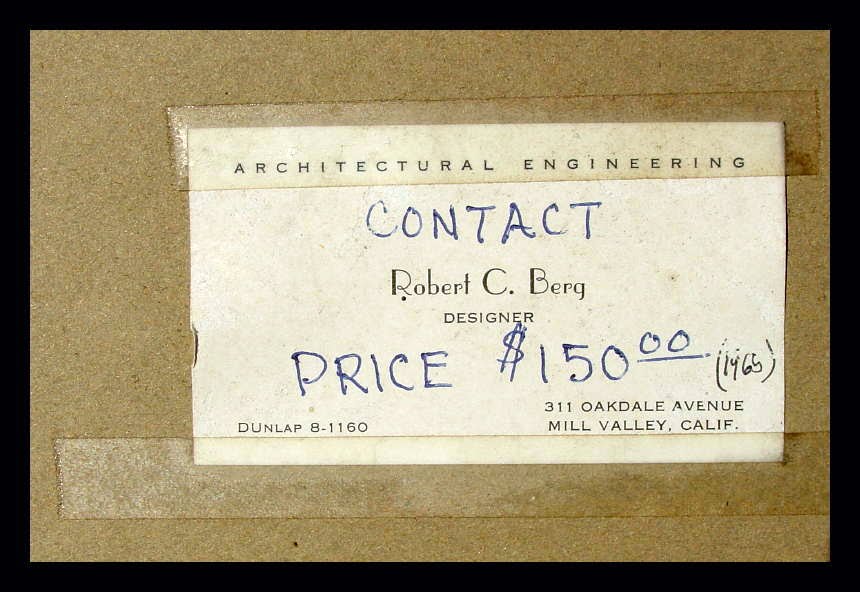 ARCHITECTURAL ENGINEERING
CONTACT
Robert C. Berg
DESIGNER
PRICE $150.00 (1965)
311 OAKDALE AVENUE
DUNLAP 8-1160 MILL VALLEY, CALIF.